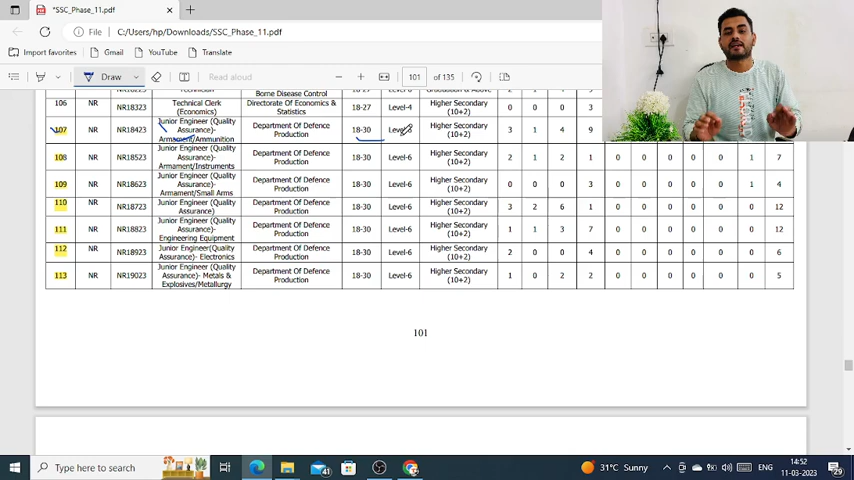 *SSC_Phase_11.pdf
File
C:/Users/hp/Downloads/SSC_Phase_11.pdf
Import favorites
Gmail
YouTube
Translate
Draw
Read aloud
101
of 135
Borne Disease Control
106 NR NR18323 Technical Clerk (Economics) Directorate Of Economics & Statistics 18-27 Level-4 Higher Secondary (10+2) 0 0 0 3
107 NR NR18423 Junior Engineer (Quality Assurance)- Armament/Ammunition Department Of Defence Production 18-30 Higher Secondary (10+2) 3 1 4 9
108 NR NR18523 Junior Engineer (Quality Assurance)- Armament/Instruments Department Of Defence Production 18-30 Level-6 Higher Secondary (10+2) 2 1 2 1 0 0 0 0 1 7
109 NR NR18623 Junior Engineer (Quality Assurance)- Armament/Small Arms Department Of Defence Production 18-30 Level-6 Higher Secondary (10+2) 0 0 0 3 0 0 0 0 1 4
110 NR NR18723 Junior Engineer (Quality Assurance) Department Of Defence Production 18-30 Level-6 Higher Secondary (10+2) 3 2 6 1 0 0 0 0 0 12
111 NR NR18823 Junior Engineer (Quality Assurance)- Engineering Equipment Department Of Defence Production 18-30 Level-6 Higher Secondary (10+2) 1 1 3 7 0 0 0 0 0 12
112 NR NR18923 Junior Engineer(Quality Assurance)- Electronics Department Of Defence Production 18-30 Level-6 Higher Secondary (10+2) 2 0 0 4 0 0 0 0 0 6
113 NR NR19023 Junior Engineer (Quality Assurance)- Metals & Explosives/Metallurgy Department Of Defence Production 18-30 Level-6 Higher Secondary (10+2) 1 0 2 2 0 0 0 0 0 5
101
Type here to search
41
31°C Sunny
ENG
14:52
11-03-2023
29